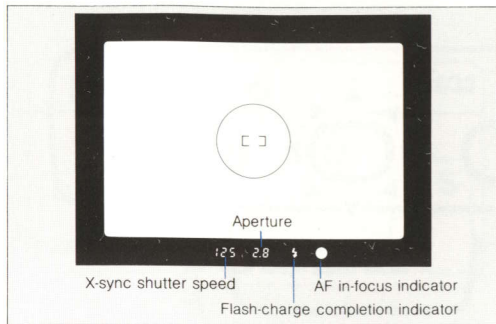 Aperture
125 2.8
X-sync shutter speed
AF in-focus indicator
Flash-charge completion indicator